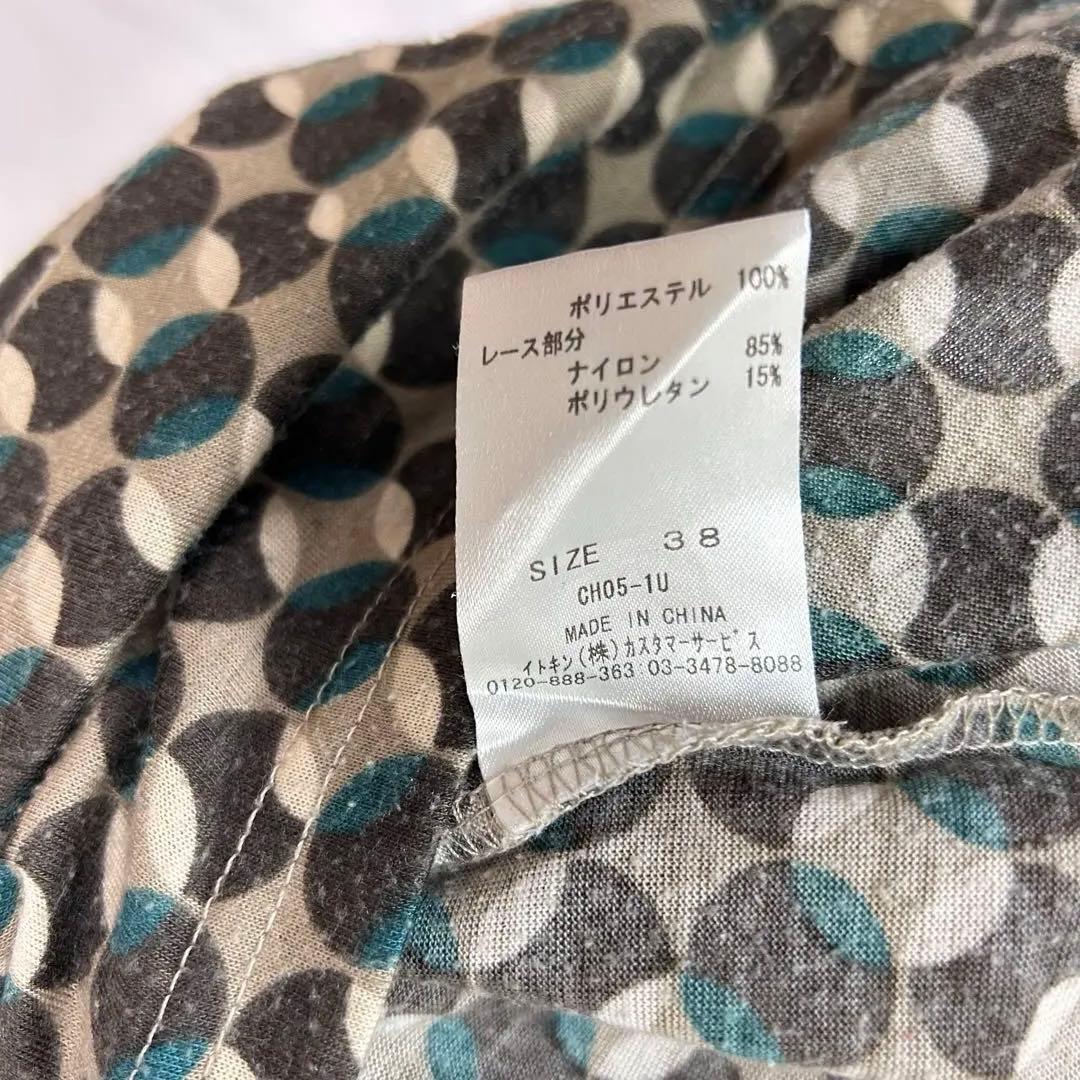 ポリエステル 100%
レース部分
ナイロン 85%
ポリウレタン 15%
SIZE 38
CH05-1U
MADE IN CHINA
イトキン(株)カスタマーサービス
0120-888-363 03-3478-8088